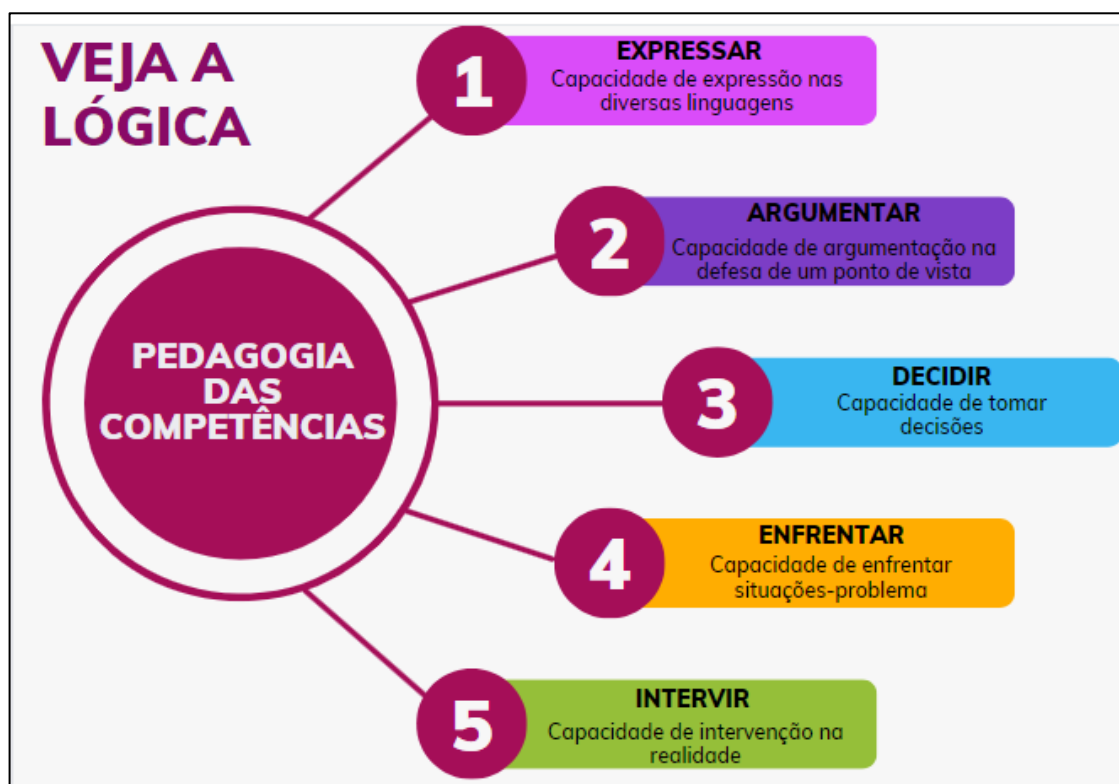 VEJA A
LÓGICA
PEDAGOGIA
DAS
COMPETÊNCIAS
1
EXPRESSAR
Capacidade de expressão nas
diversas linguagens
2
ARGUMENTAR
Capacidade de argumentação na
defesa de um ponto de vista
3
DECIDIR
Capacidade de tomar
decisões
4
ENFRENTAR
Capacidade de enfrentar
situações-problema
5
INTERVIR
Capacidade de intervenção na
realidade